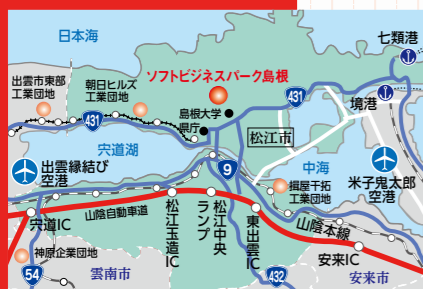 日本海
七類港
出雲市東部
工業団地
朝日ヒルズ
工業団地
ソフトビジネスパーク島根
431
島根大学
県庁
431
境港
松江市
宍道湖
9
中海
出雲縁結び
空港
揖屋干拓
工業団地
米子鬼太郎
空港
宍道IC
山陰自動車道
松江玉造IC
松江中央
ランプ
東出雲IC
山陰本線
安来IC
神原企業団地
54
雲南市
432
安来市